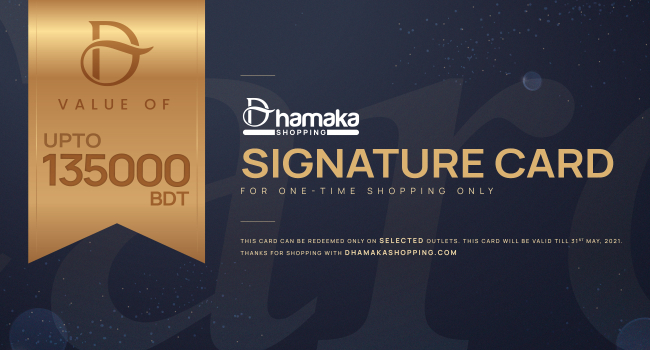 VALUE OF
UPTO
135000
BDT
Dhamaka
SHOPPING
SIGNATURE CARD
FOR ONE-TIME SHOPPING ONLY
THIS CARD CAN BE REDEEMED ONLY ON SELECTED OUTLETS. THIS CARD WILL BE VALID TILL 31ST MAY, 2021.
THANKS FOR SHOPPING WITH DHAMAKASHOPPING.COM